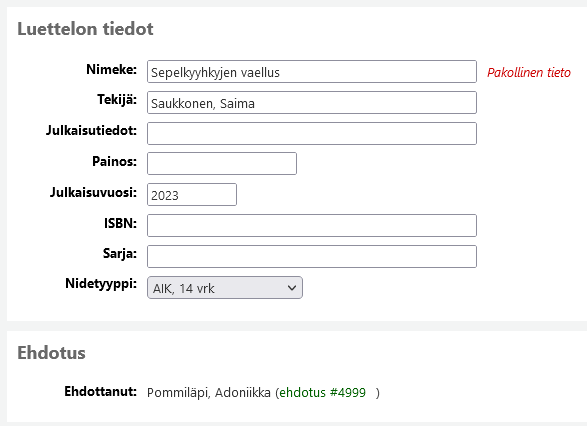 Luettelon tiedot
Nimeke: Sepelkyyhkyjen vaellus Pakollinen tieto
Tekijä: Saukkonen, Saima
Julkaisutiedot:
Painos:
Julkaisuvuosi: 2023
ISBN:
Sarja:
Nidetyyppi: AIK, 14 vrk
Ehdotus
Ehdottanut: Pommiläpi, Adoniikka (ehdotus #4999 )